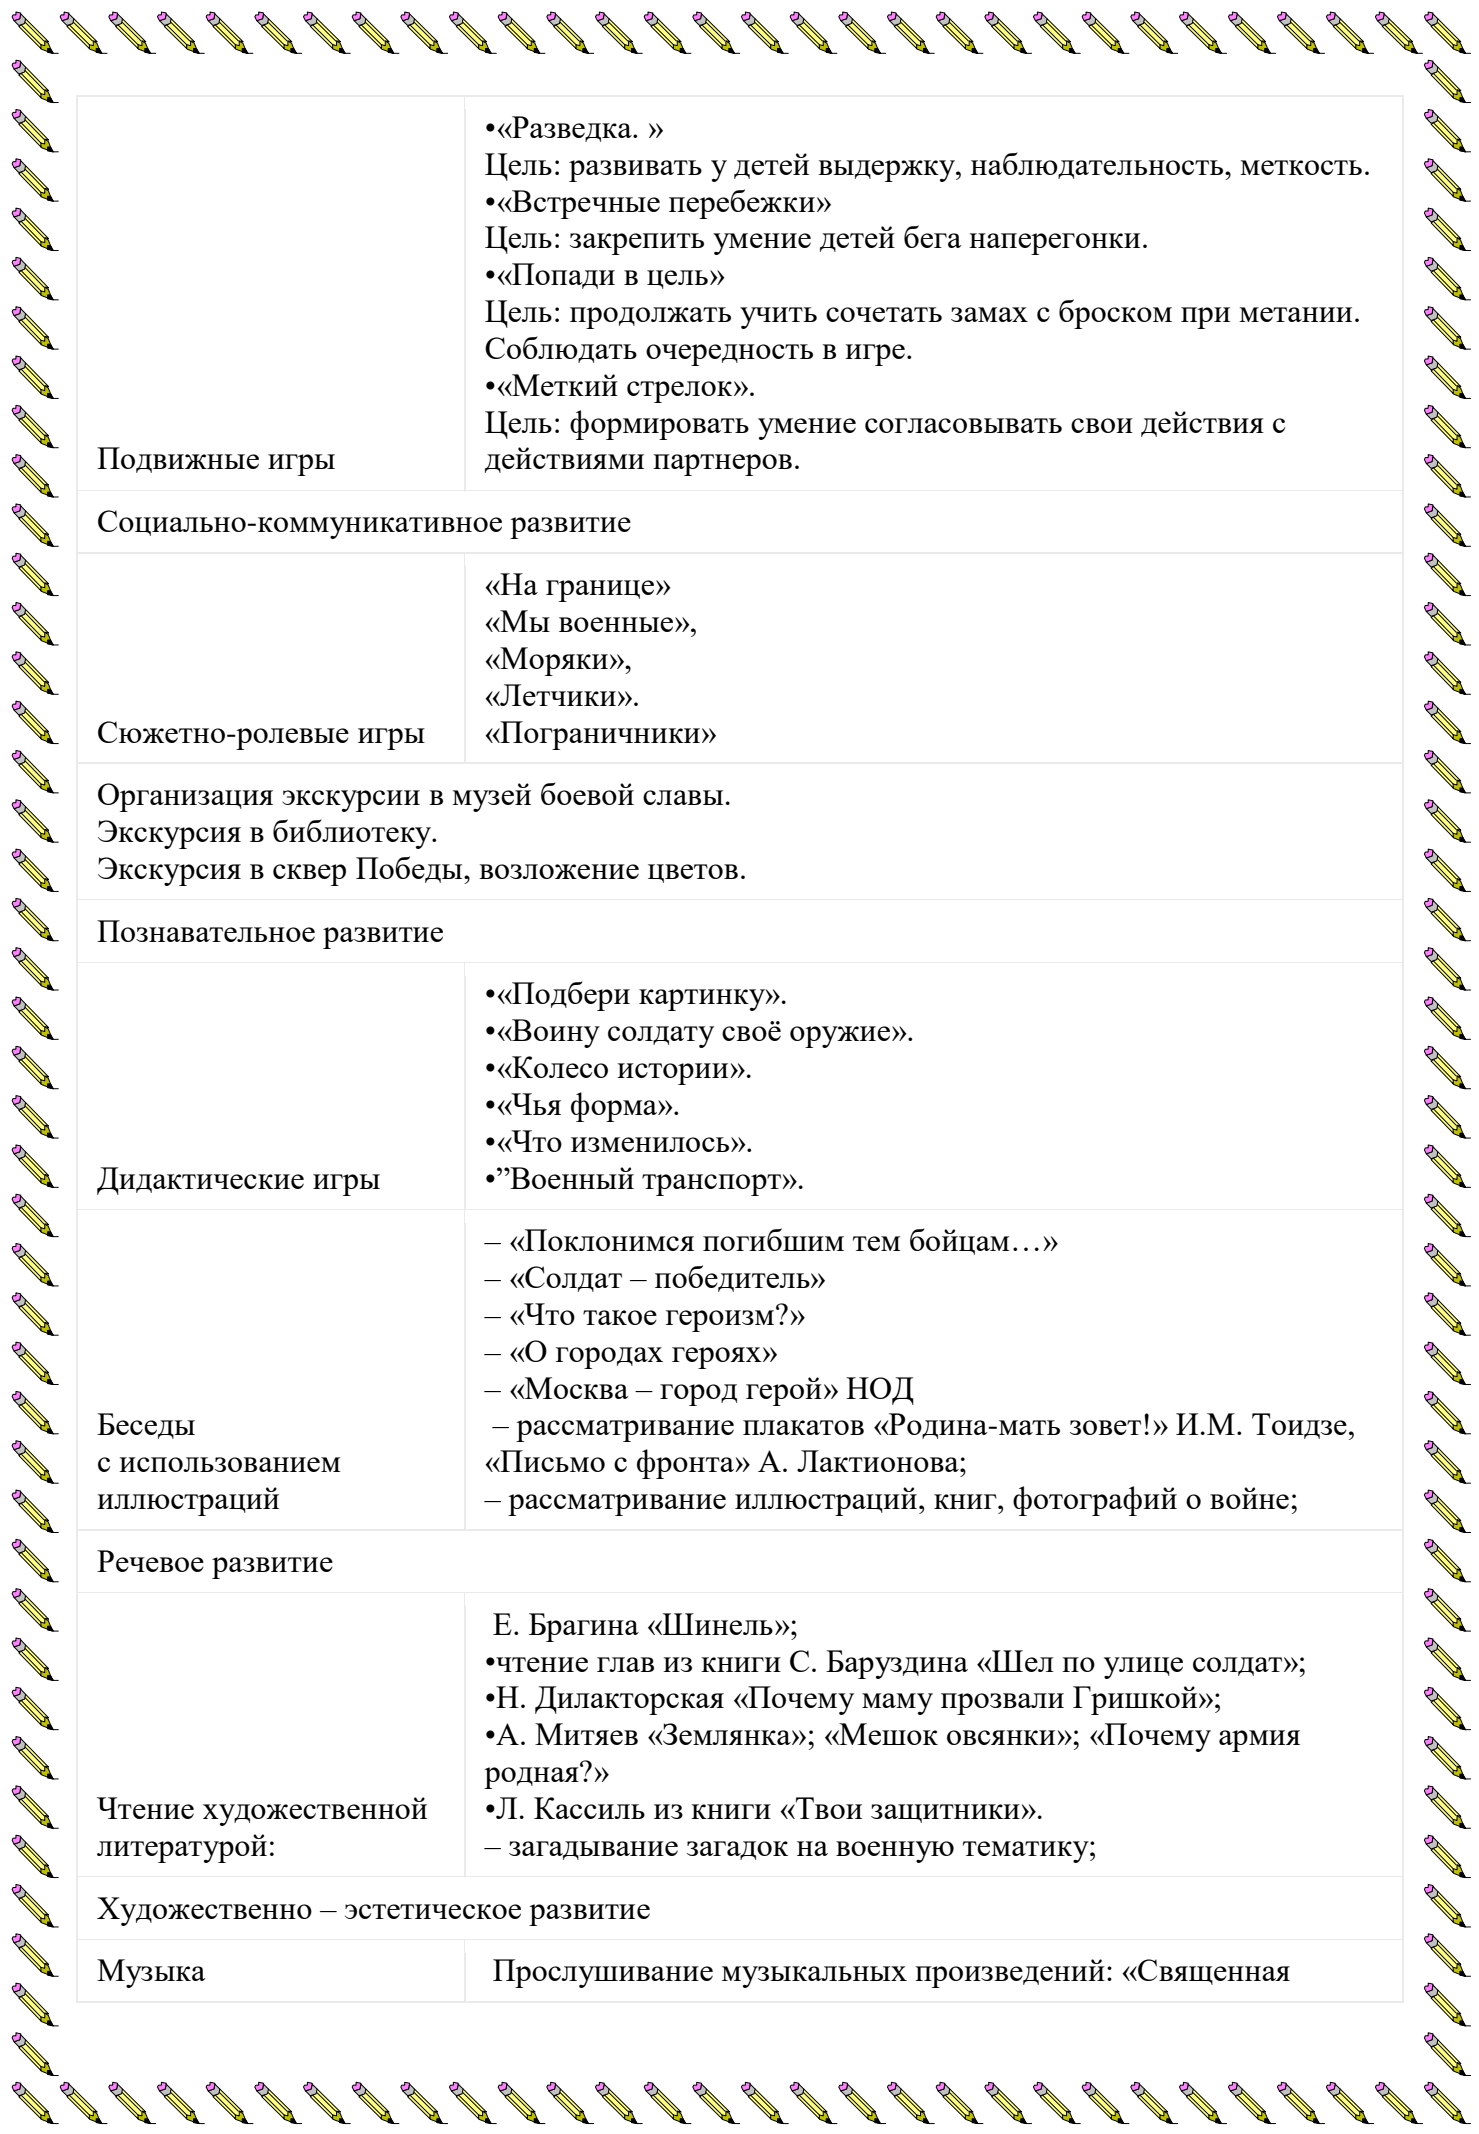 •«Разведка. »
Цель: развивать у детей выдержку, наблюдательность, меткость.
•«Встречные перебежки»
Цель: закрепить умение детей бега наперегонки.
•«Попади в цель»
Цель: продолжать учить сочетать замах с броском при метании.
Соблюдать очередность в игре.
•«Меткий стрелок».
Цель: формировать умение согласовывать свои действия с
Подвижные игры
действиями партнеров.
Социально-коммуникативное развитие
«На границе»
«Мы военные»,
«Моряки»,
«Летчики».
Сюжетно-ролевые игры
«Пограничники»
Организация экскурсии в музей боевой славы.
Экскурсия в библиотеку.
Экскурсия в сквер Победы, возложение цветов.
Познавательное развитие
•«Подбери картинку».
•«Воину солдату своё оружие».
•«Колесо истории».
•«Чья форма».
•«Что изменилось».
Дидактические игры
•”Военный транспорт».
– «Поклонимся погибшим тем бойцам…»
– «Солдат – победитель»
– «Что такое героизм?»
– «О городах героях»
– «Москва – город герой» НОД
Беседы
с использованием
иллюстраций
– рассматривание плакатов «Родина-мать зовет!» И.М. Тоидзе,
«Письмо с фронта» А. Лактионова;
– рассматривание иллюстраций, книг, фотографий о войне;
Речевое развитие
Е. Брагина «Шинель»;
•чтение глав из книги С. Баруздина «Шел по улице солдат»;
•Н. Дилакторская «Почему маму прозвали Гришкой»;
•А. Митяев «Землянка»; «Мешок овсянки»; «Почему армия
родная?»
Чтение художественной
литературой:
•Л. Кассиль из книги «Твои защитники».
– загадывание загадок на военную тематику;
Художественно – эстетическое развитие
Музыка
Прослушивание музыкальных произведений: «Священная